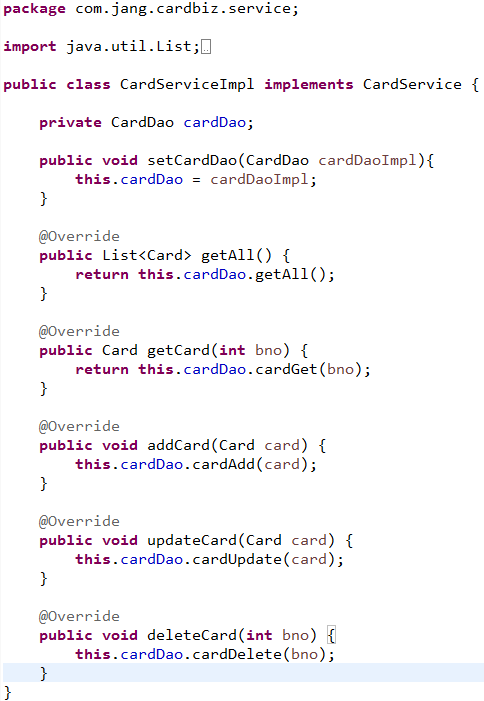 package com.jang.cardbiz.service;
import java.util.List;
public class CardServiceImpl implements CardService {
private CardDao cardDao;
public void setCardDao(CardDao cardDaoImpl){
this.cardDao = cardDaoImpl;
}
@Override
public List<Card> getAll() {
return this.cardDao.getAll();
}
@Override
public Card getCard(int bno) {
return this.cardDao.cardGet(bno);
}
@Override
public void addCard(Card card) {
this.cardDao.cardAdd(card);
}
@Override
public void updateCard(Card card) {
this.cardDao.cardUpdate(card);
}
@Override
public void deleteCard(int bno) {
this.cardDao.cardDelete(bno);
}
}